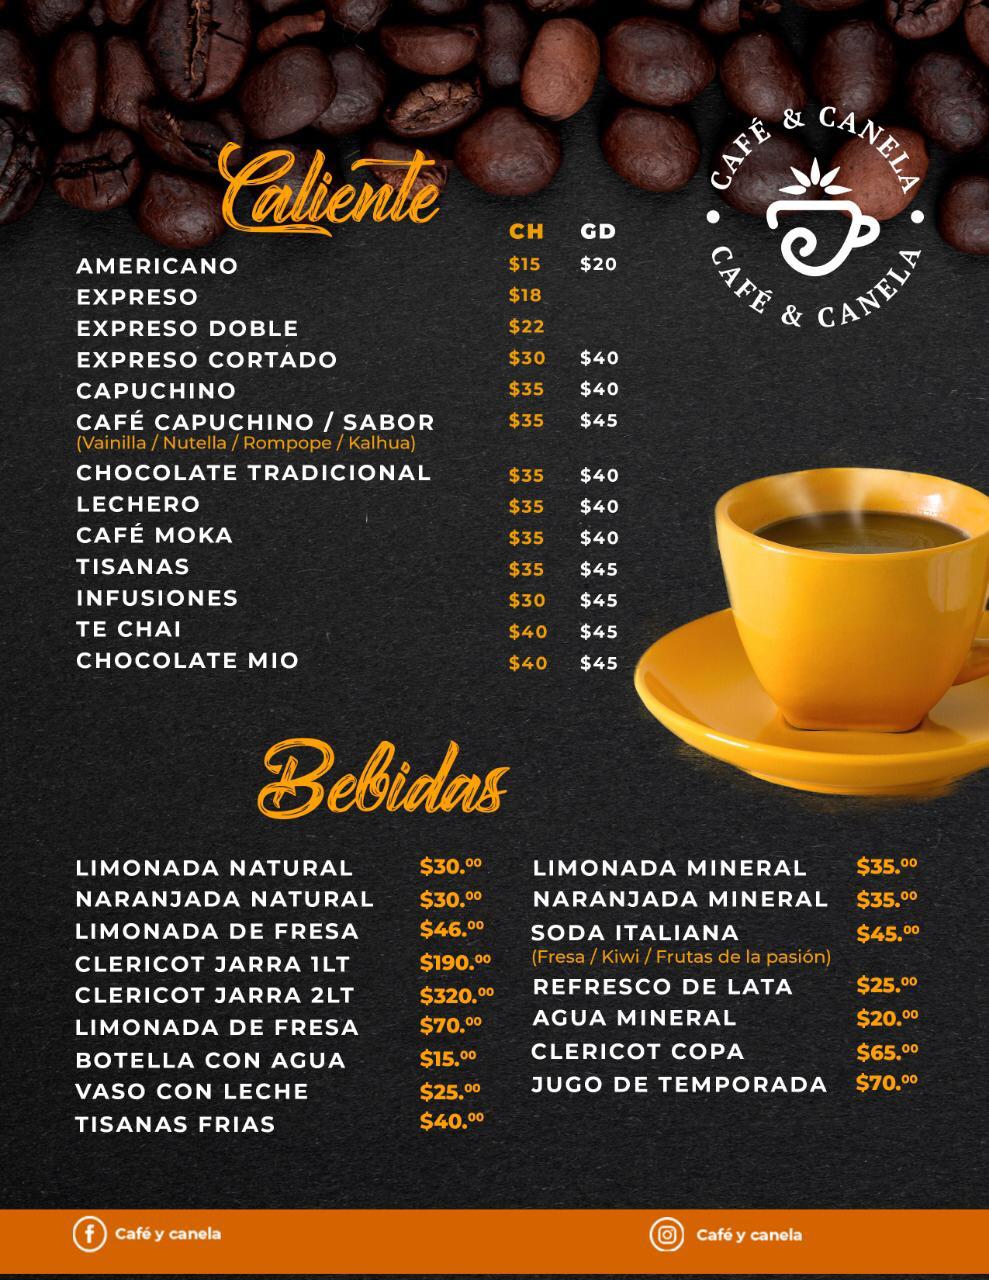 CAFÉ & CANELA
CAFÉ & CANELA
Caliente
CH GD
AMERICANO $15 $20
EXPRESO $18
EXPRESO DOBLE $22
EXPRESO CORTADO $30 $40
CAPUCHINO $35 $40
CAFÉ CAPUCHINO / SABOR $35 $45
(Vainilla / Nutella / Rompope / Kalhua)
CHOCOLATE TRADICIONAL $35 $40
LECHERO $35 $40
CAFÉ MOKA $35 $40
TISANAS $35 $45
INFUSIONES $30 $45
TE CHAI $40 $45
CHOCOLATE MIO $40 $45
Bebidas
LIMONADA NATURAL $30.00
NARANJADA NATURAL $30.00
LIMONADA DE FRESA $46.00
CLERICOT JARRA 1LT $190.00
CLERICOT JARRA 2LT $320.00
LIMONADA DE FRESA $70.00
BOTELLA CON AGUA $15.00
VASO CON LECHE $25.00
TISANAS FRIAS $40.00
LIMONADA MINERAL $35.00
NARANJADA MINERAL $35.00
SODA ITALIANA $45.00
(Fresa / Kiwi / Frutas de la pasión)
REFRESCO DE LATA $25.00
AGUA MINERAL $20.00
CLERICOT COPA $65.00
JUGO DE TEMPORADA $70.00
Café y canela
Café y canela